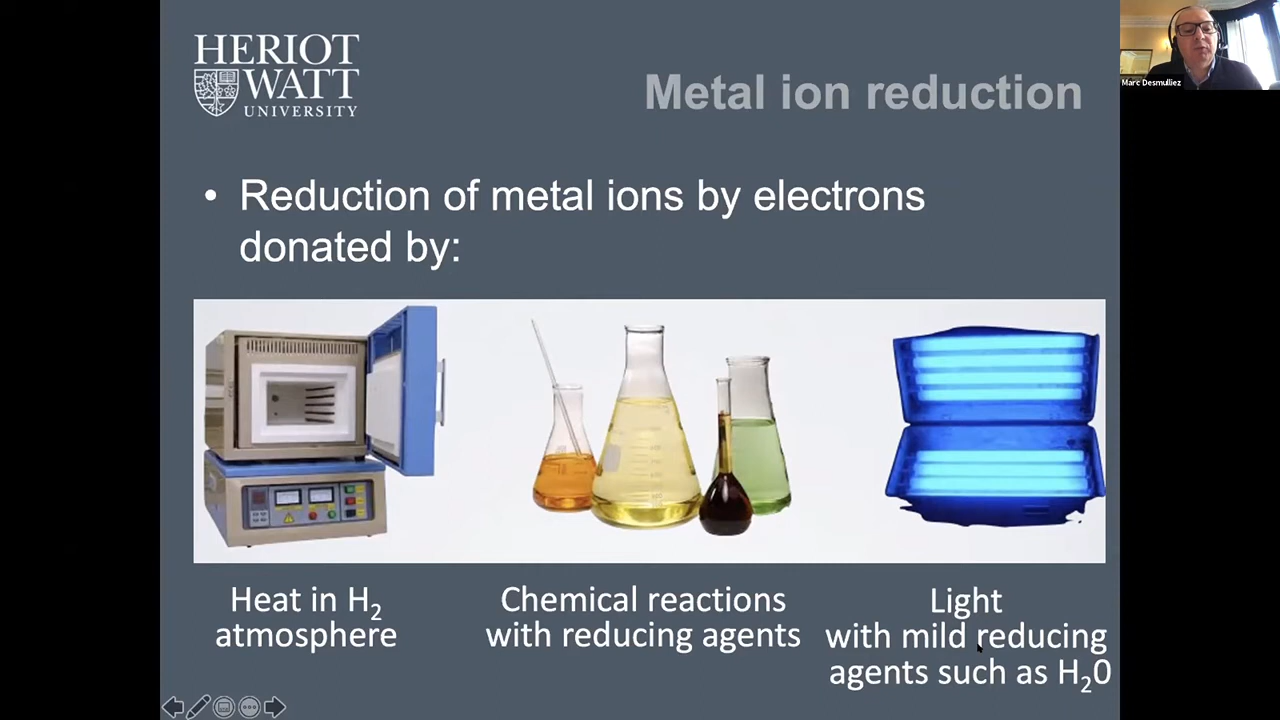 HERIOT
WATT
UNIVERSITY
Metal ion reduction
Marc Desmulliez
• Reduction of metal ions by electrons
donated by:
Heat in H2
atmosphere
Chemical reactions
with reducing agents
Light
with mild reducing
agents such as H20